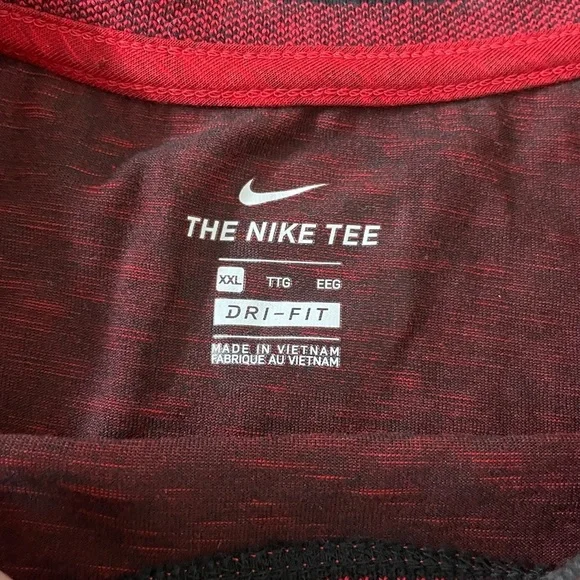 THE NIKE TEE
XXL TTG EEG
DRI-FIT
MADE IN VIETNAM
FABRIQUE AU VIETNAM